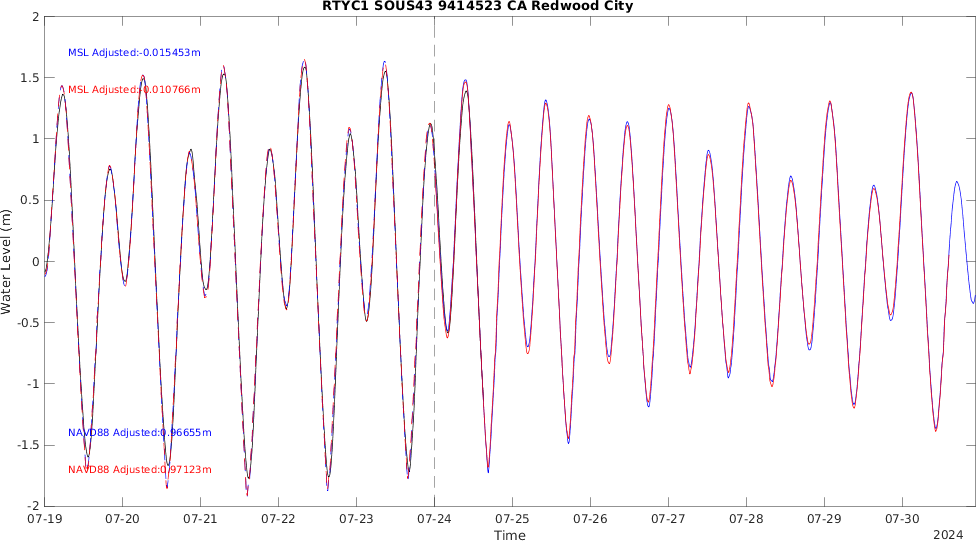 RTYC1 SOUS43 9414523 CA Redwood City
2
MSL Adjusted:-0.015453m
1.5
MSL Adjusted:-0.010766m
1
0.5
0
-0.5
-1
NAVD88 Adjusted:0.96655m
-1.5
NAVD88 Adjusted:0.97123m
-2
Water Level (m)
07-19 07-20 07-21 07-22 07-23 07-24 07-25 07-26 07-27 07-28 07-29 07-30
Time
2024